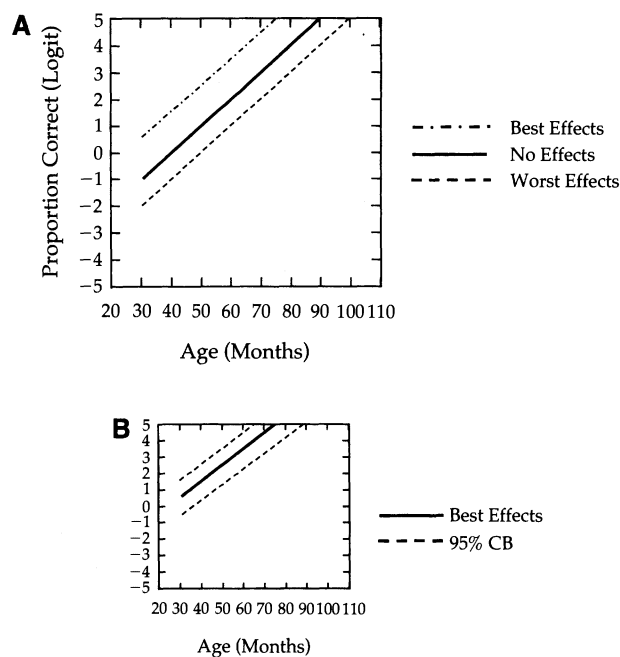 A
Proportion Correct (Logit)
5
4
3
2
1
0
−1
−2
−3
−4
−5
20 30 40 50 60 70 80 90 100 110
Age (Months)
Best Effects
No Effects
Worst Effects
B
5
4
3
2
1
0
−1
−2
−3
−4
−5
20 30 40 50 60 70 80 90 100 110
Age (Months)
Best Effects
95% CB